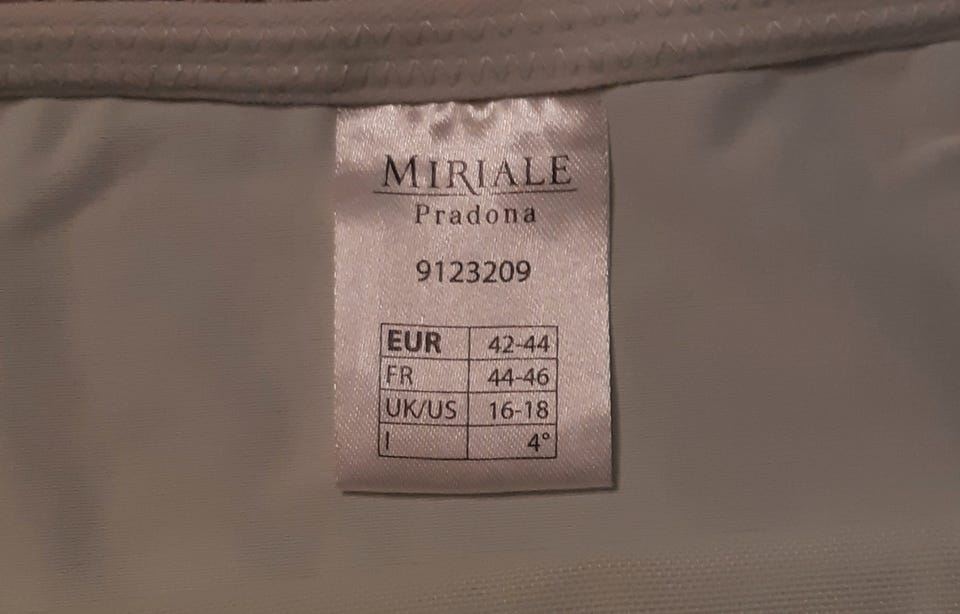 MIRIALE
Pradona
9123209
EUR 42-44
FR 44-46
UK/US 16-18
I 4°